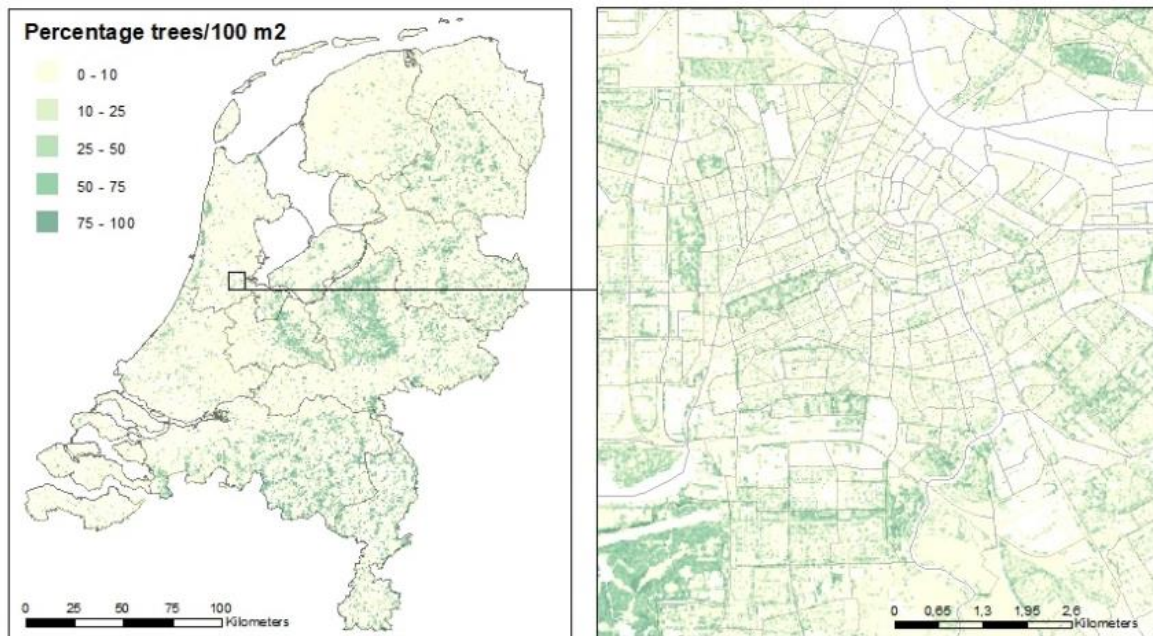 Percentage trees/100 m2
0 - 10
10 - 25
25 - 50
50 - 75
75 - 100
0 25 50 75 100
Kilometers
0 0,65 1,3 1,95 2,6
Kilometers